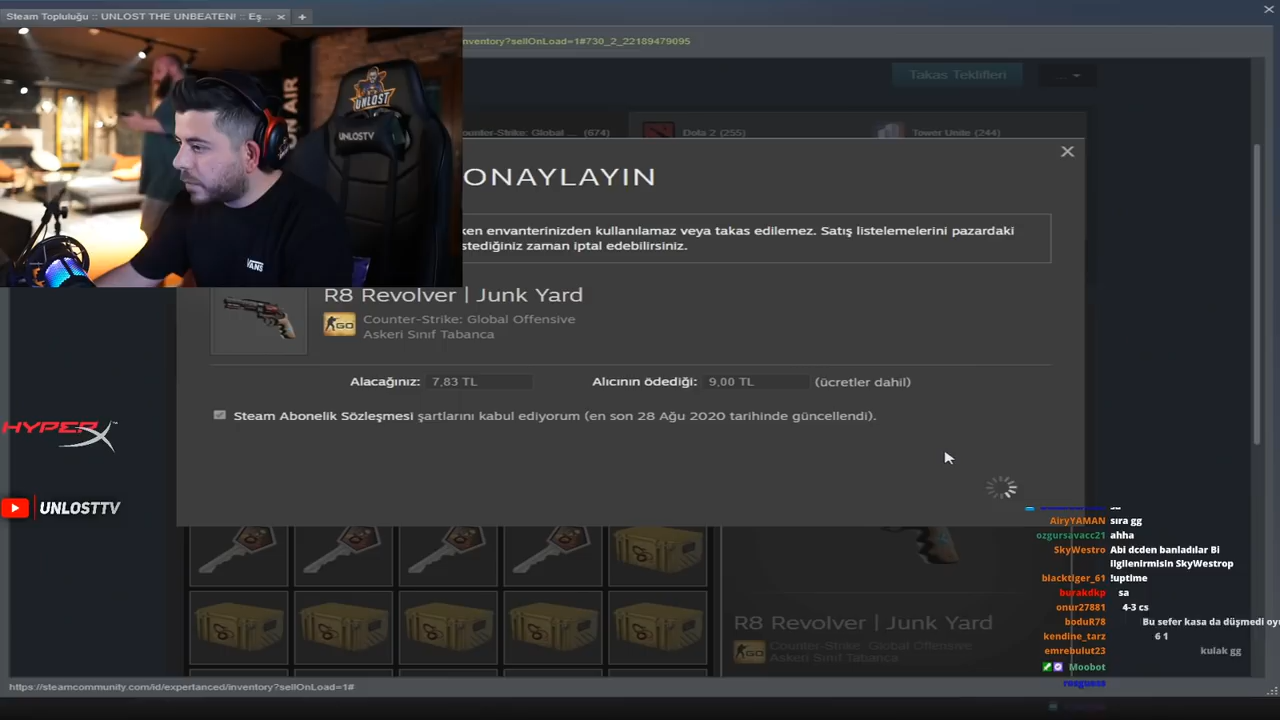 Steam Topluluğu :: UNLOST THE UNBEATEN! :: Eş...
nventory?sellOnLoad=1#730_2_22189479095
Takas Teklifleri
...
ounter-Strike: Global ... (674)
Dota 2 (255)
Tower Unite (244)
ON AIR
UNLOST
UNLOSTV
VANS
ONAYLAYIN
ken envanterinizden kullanılamaz veya takas edilemez. Satış listelemelerini pazardaki
stediğiniz zaman iptal edebilirsiniz.
R8 Revolver | Junk Yard
GO
Counter-Strike: Global Offensive
Askeri Sınıf Tabanca
Alacağınız: 7,83 TL
Alıcının ödediği: 9,00 TL (ücretler dahil)
Steam Abonelik Sözleşmesi şartlarını kabul ediyorum (en son 28 Ağu 2020 tarihinde güncellendi).
HYPERX
UNLOSTTV
AiryYAMAN sıra gg
ozgursavacc21 ahha
SkyWestro Abi dcden banladılar Bi
ilgilenirmisin SkyWestrop
blacktiger_61 !uptime
burakdkp sa
onur27881 4-3 cs
boduR78 Bu sefer kasa da düşmedi oy
kendine_tarz 6 1
emrebulut23 kulak gg
Moobot
R8 Revolver | Junk Yard
Counter-Strike: Global Offensive
Askeri Sınıf Tabanca
https://steamcommunity.com/id/expertanced/inventory?sellOnLoad=1#